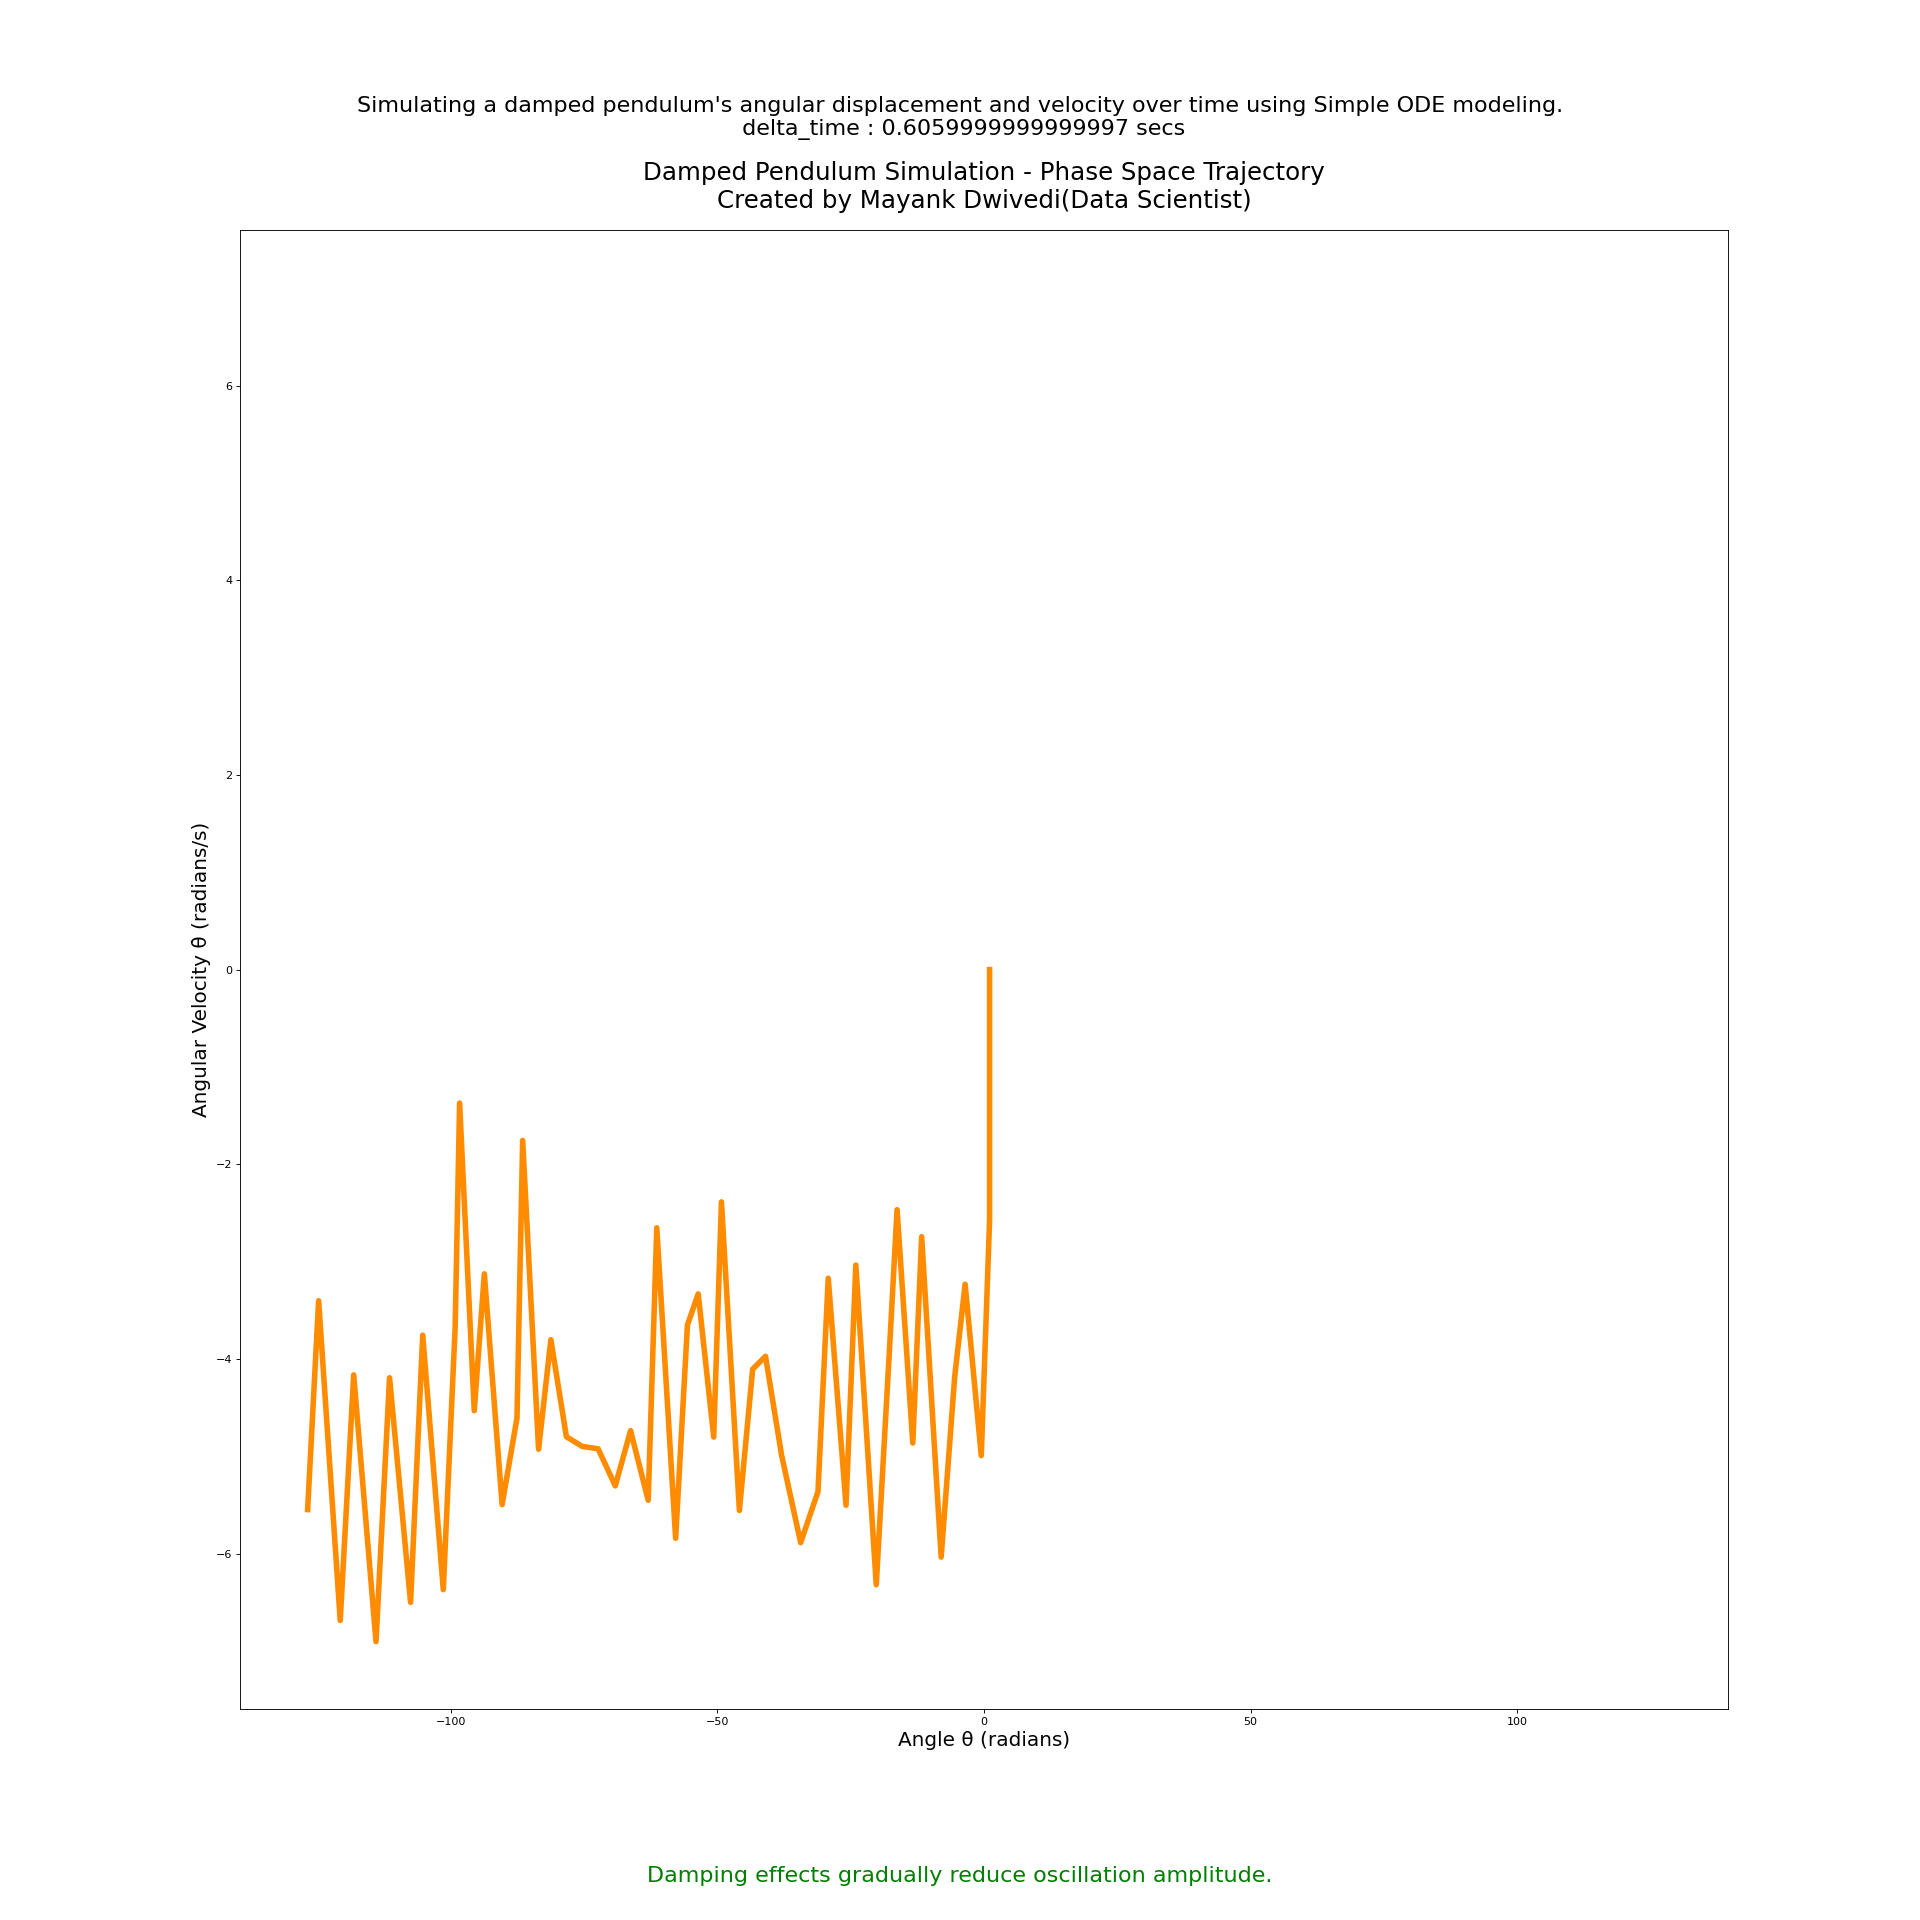 Simulating a damped pendulum's angular displacement and velocity over time using Simple ODE modeling.
delta_time : 0.6059999999999997 secs
Damped Pendulum Simulation - Phase Space Trajectory
Created by Mayank Dwivedi(Data Scientist)
Angular Velocity θ̇ (radians/s)
6
4
2
0
−2
−4
−6
−100
−50
0
50
100
Angle θ (radians)
Damping effects gradually reduce oscillation amplitude.